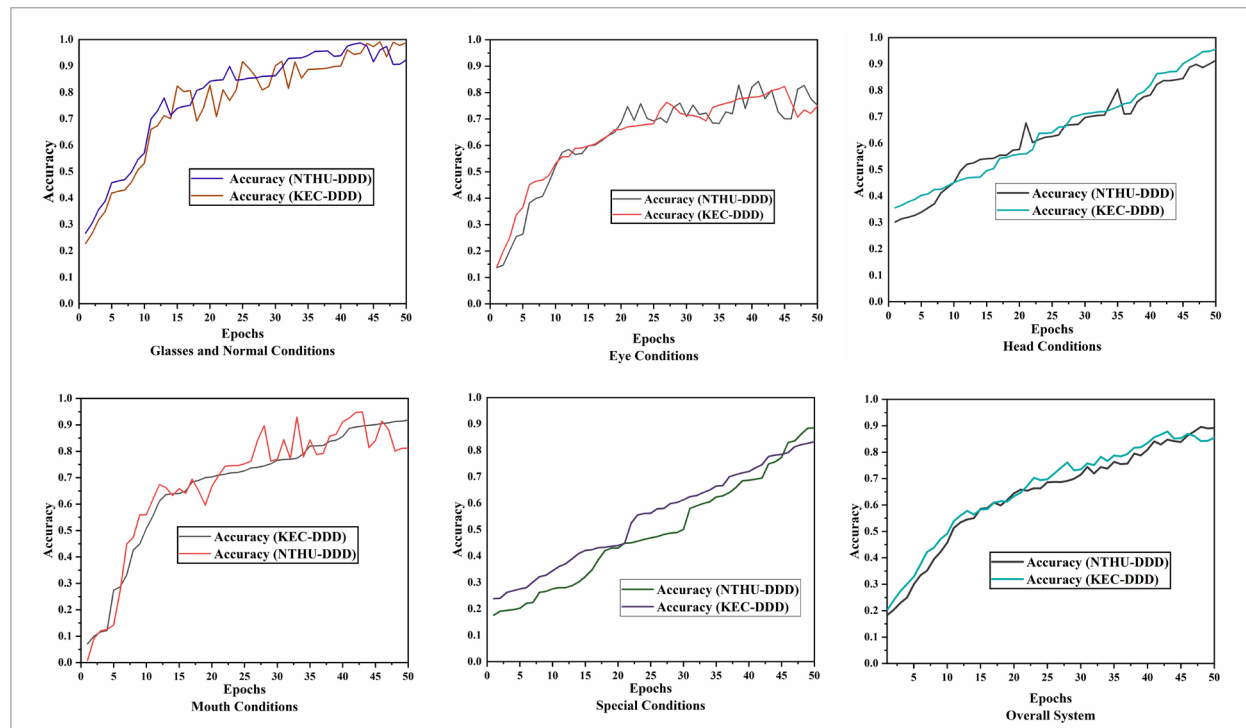 1.0
0.9
0.8
0.7
0.6
0.5
0.4
0.3
0.2
0.1
0.0
Accuracy
Accuracy (NTHU-DDD)
Accuracy (KEC-DDD)
0 5 10 15 20 25 30 35 40 45 50
Epochs
Glasses and Normal Conditions
1.0
0.9
0.8
0.7
0.6
0.5
0.4
0.3
0.2
0.1
0.0
Accuracy
Accuracy (NTHU-DDD)
Accuracy (KEC-DDD)
0 5 10 15 20 25 30 35 40 45 50
Epochs
Eye Conditions
1.0
0.9
0.8
0.7
0.6
0.5
0.4
0.3
0.2
0.1
0.0
Accuracy
Accuracy (NTHU-DDD)
Accuracy (KEC-DDD)
0 5 10 15 20 25 30 35 40 45 50
Epochs
Head Conditions
1.0
0.9
0.8
0.7
0.6
0.5
0.4
0.3
0.2
0.1
0.0
Accuracy
Accuracy (KEC-DDD)
Accuracy (NTHU-DDD)
0 5 10 15 20 25 30 35 40 45 50
Epochs
Mouth Conditions
1.0
0.9
0.8
0.7
0.6
0.5
0.4
0.3
0.2
0.1
0.0
Accuracy
Accuracy (NTHU-DDD)
Accuracy (KEC-DDD)
0 5 10 15 20 25 30 35 40 45 50
Epochs
Special Conditions
1.0
0.9
0.8
0.7
0.6
0.5
0.4
0.3
0.2
0.1
0.0
Accuracy
Accuracy (NTHU-DDD)
Accuracy (KEC-DDD)
5 10 15 20 25 30 35 40 45 50
Epochs
Overall System